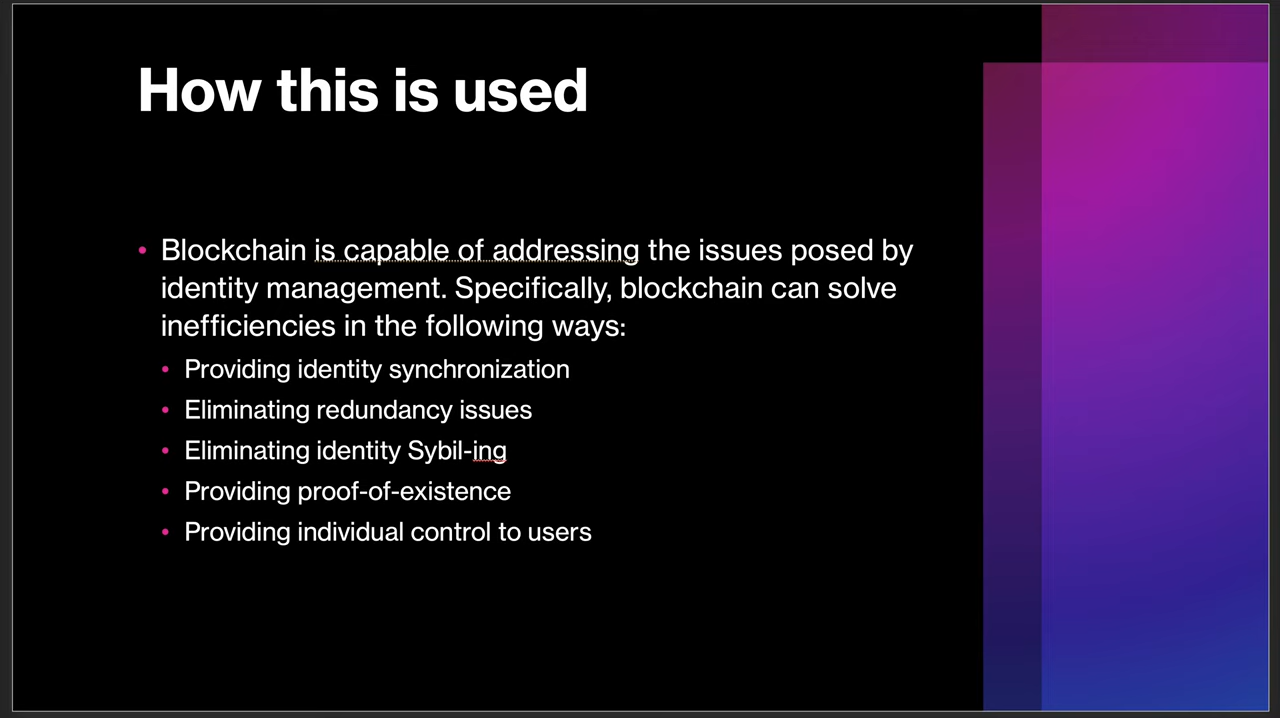 How this is used
Blockchain is capable of addressing the issues posed by
identity management. Specifically, blockchain can solve
inefficiencies in the following ways:
Providing identity synchronization
Eliminating redundancy issues
Eliminating identity Sybil-ing
Providing proof-of-existence
Providing individual control to users